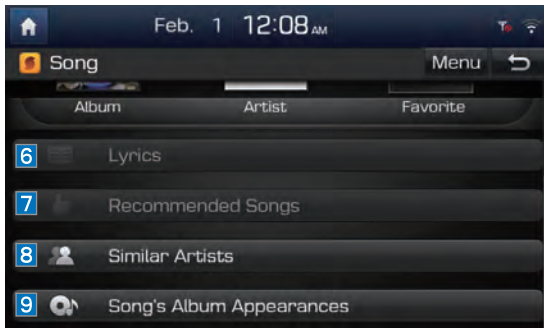 Feb. 1 12:08 AM
Song Menu
Album Artist Favorite
6 Lyrics
7 Recommended Songs
8 Similar Artists
9 Song's Album Appearances